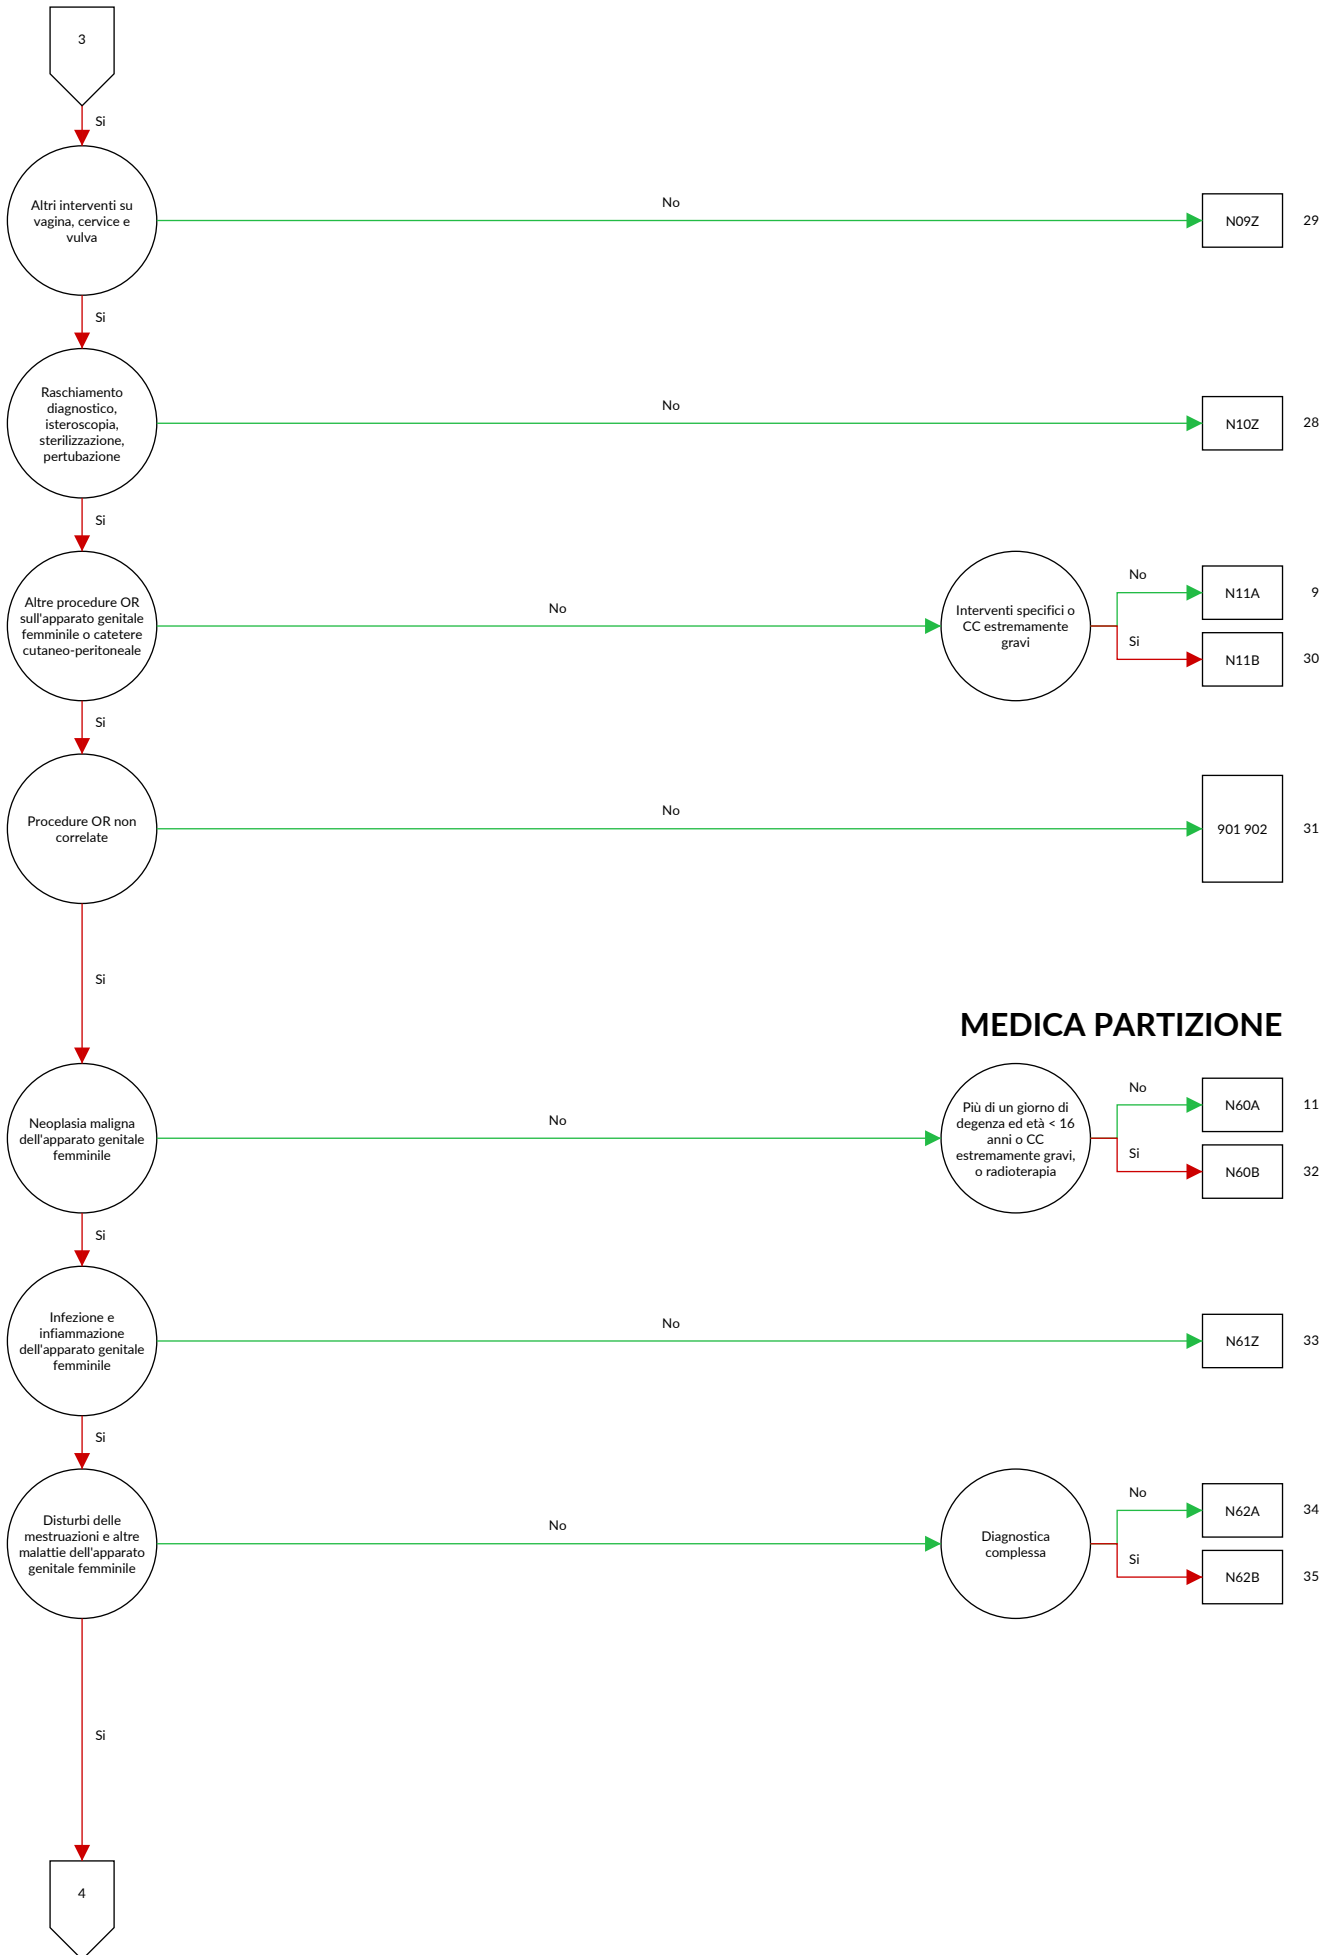 3
Si
Altri interventi su
vagina, cervice e
vulva
No
N09Z
29
Si
Raschiamento
diagnostico,
isteroscopia,
sterilizzazione,
pertubazione
No
N10Z
28
Si
Altre procedure OR
sull'apparato genitale
femminile o catetere
cutaneo-peritoneale
No
Interventi specifici o
CC estremamente
gravi
No
N11A
9
Si
N11B
30
Si
Procedure OR non
correlate
No
901 902
31
Si
MEDICA PARTIZIONE
Neoplasia maligna
dell'apparato genitale
femminile
No
Più di un giorno di
degenza ed età < 16
anni o CC
estremamente gravi,
o radioterapia
No
N60A
11
Si
N60B
32
Si
Infezione e
infiammazione
dell'apparato genitale
femminile
No
N61Z
33
Si
Disturbi delle
mestruazioni e altre
malattie dell'apparato
genitale femminile
No
Diagnostica
complessa
No
N62A
34
Si
N62B
35
Si
4